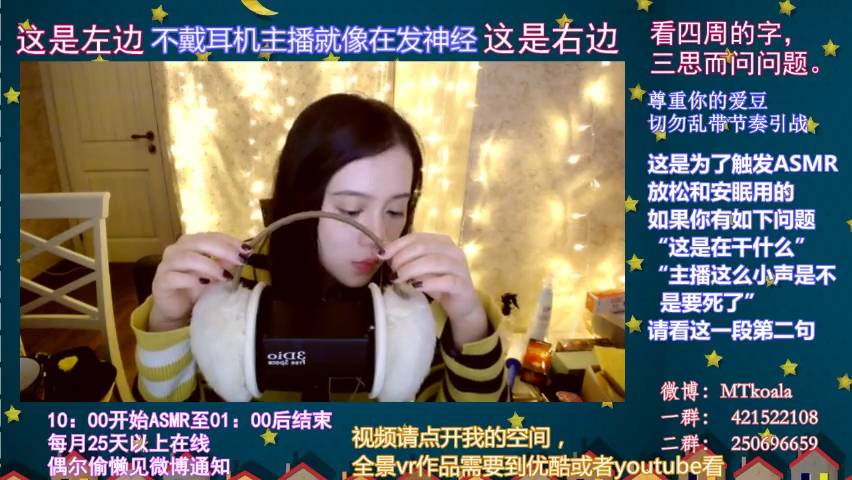 这是左边 不戴耳机主播就像在发神经 这是右边
看四周的字，
三思而问问题。
尊重你的爱豆
切勿乱带节奏引战
这是为了触发ASMR
放松和安眠用的
如果你有如下问题
“这是在干什么”
“主播这么小声是不
是要死了”
请看这一段第二句
3Dio
Free Space
微博：MTkoala
一群： 421522108
二群： 250696659
10：00开始ASMR至01：00后结束
每月25天以上在线
偶尔偷懒见微博通知
视频请点开我的空间，
全景vr作品需要到优酷或者youtube看